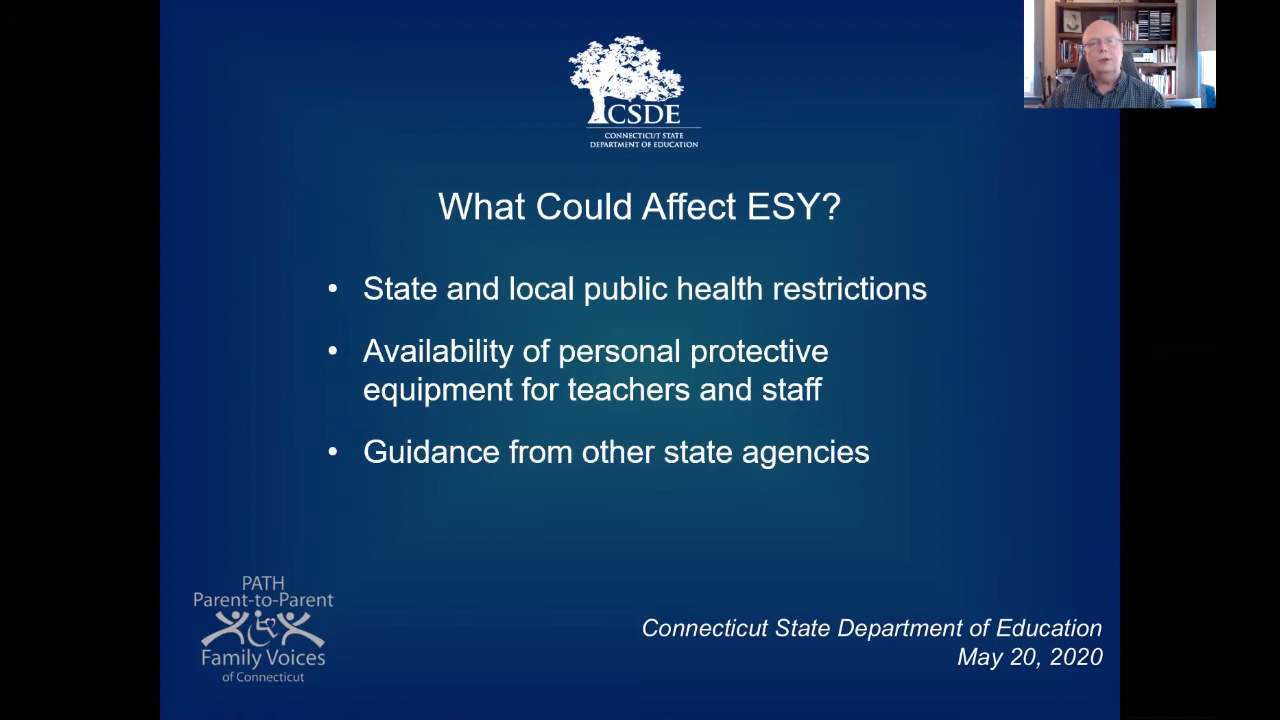 CSDE
CONNECTICUT STATE
DEPARTMENT OF EDUCATION
What Could Affect ESY?
• State and local public health restrictions
• Availability of personal protective
equipment for teachers and staff
• Guidance from other state agencies
PATH
Parent-to-Parent
Family Voices
of Connecticut
Connecticut State Department of Education
May 20, 2020